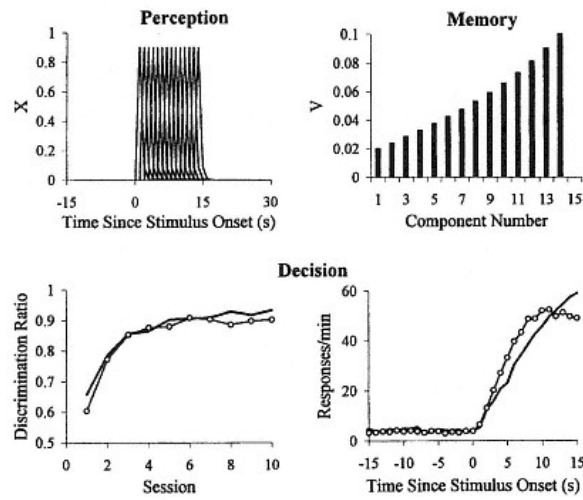 Perception
1
0.8
0.6
0.4
0.2
0
X
-15 0 15 30
Time Since Stimulus Onset (s)
Memory
0.1
0.08
0.06
0.04
0.02
0
V
1 3 5 7 9 11 13 15
Component Number
Decision
1
0.9
0.8
0.7
0.6
0.5
Discrimination Ratio
0 2 4 6 8 10
Session
60
40
20
0
Responses/min
-15 -10 -5 0 5 10 15
Time Since Stimulus Onset (s)